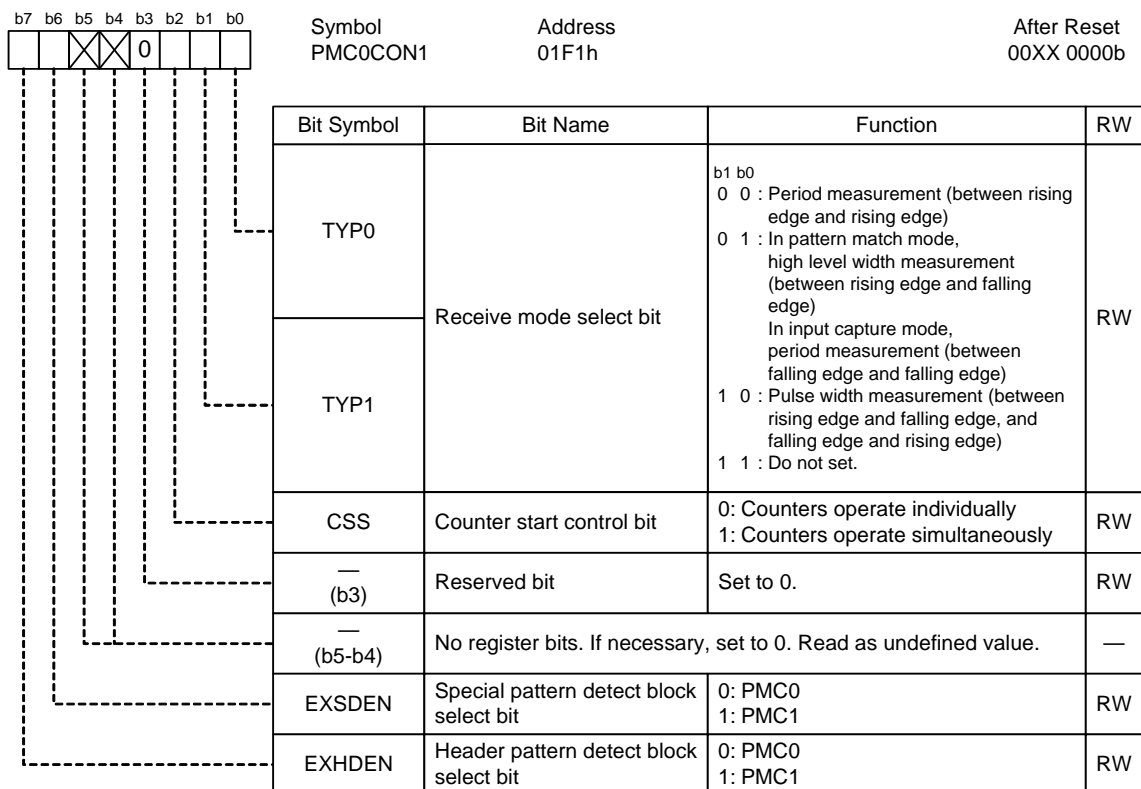 b7 b6 b5 b4 b3 b2 b1 b0
0
Symbol Address After Reset
PMC0CON1 01F1h 00XX 0000b
Bit Symbol Bit Name Function RW
TYP0
TYP1
Receive mode select bit
b1 b0
0 0 : Period measurement (between rising
edge and rising edge)
0 1 : In pattern match mode,
high level width measurement
(between rising edge and falling
edge)
In input capture mode,
period measurement (between
falling edge and falling edge)
1 0 : Pulse width measurement (between
rising edge and falling edge, and
falling edge and rising edge)
1 1 : Do not set.
RW
CSS Counter start control bit 0: Counters operate individually
1: Counters operate simultaneously RW
—
(b3) Reserved bit Set to 0. RW
—
(b5-b4) No register bits. If necessary, set to 0. Read as undefined value. —
EXSDEN Special pattern detect block
select bit 0: PMC0
1: PMC1 RW
EXHDEN Header pattern detect block
select bit 0: PMC0
1: PMC1 RW